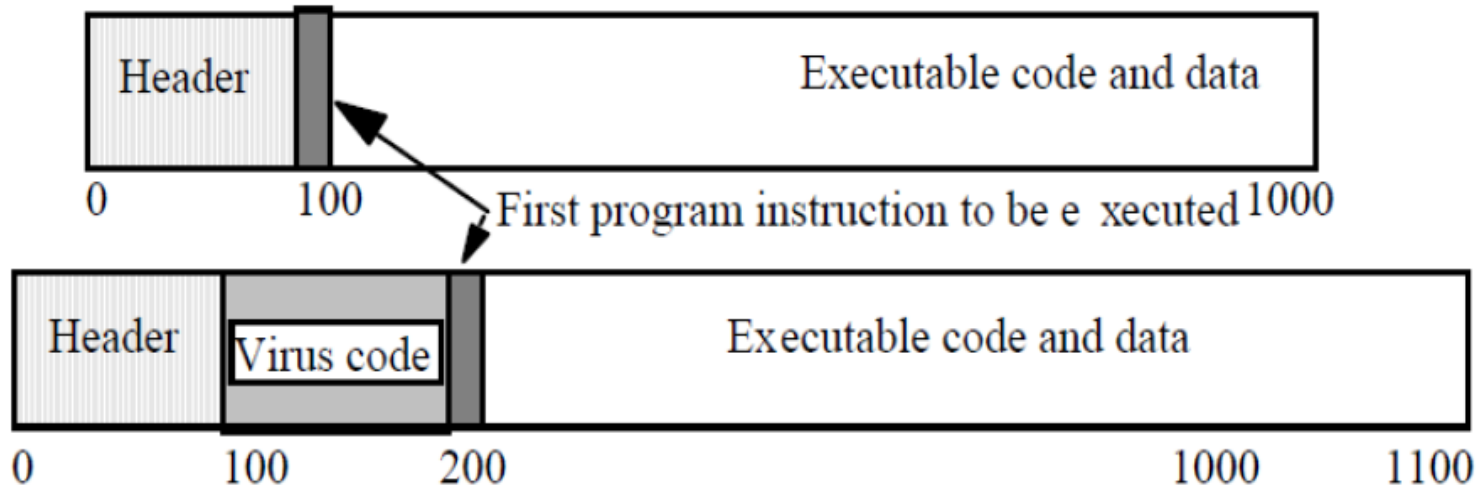 Header
Executable code and data
0
100
1000
First program instruction to be e xecuted
Header
Virus code
Executable code and data
0
100
200
1000
1100